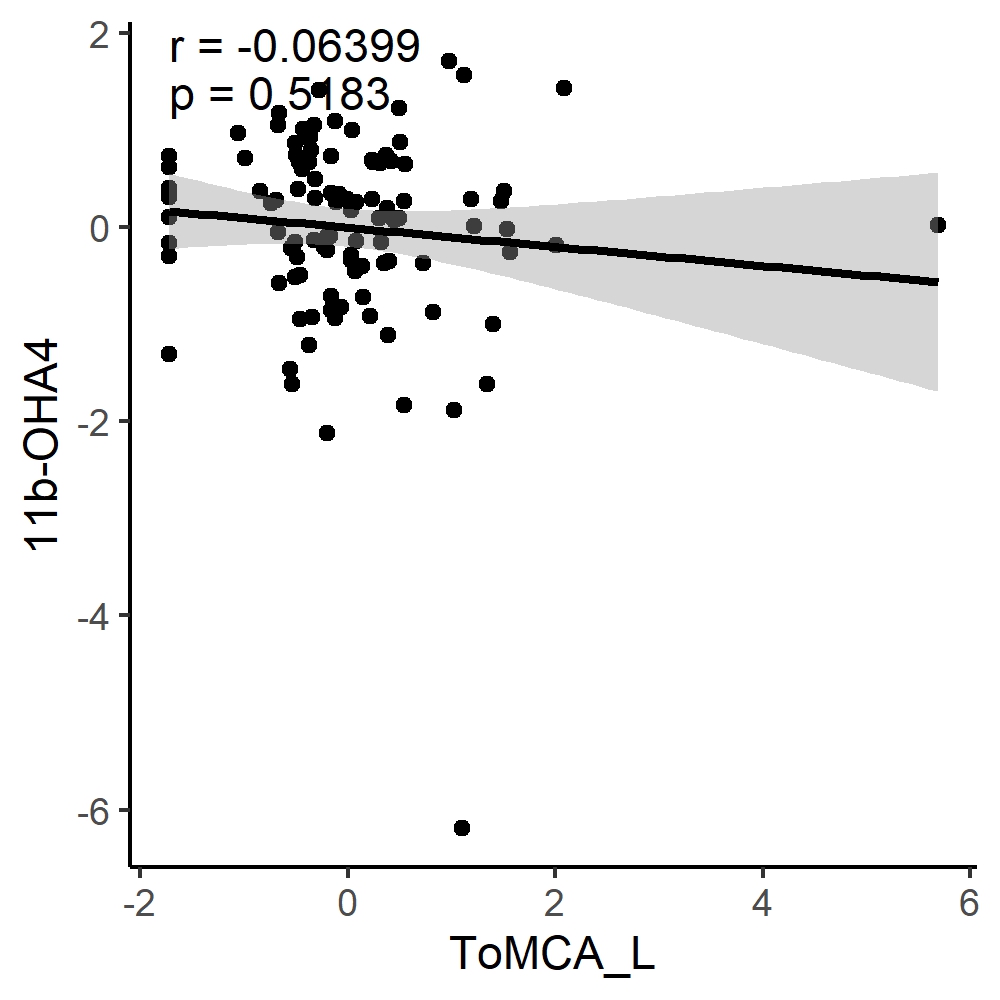 r = -0.06399
p = 0.5183
2
0
-2
-4
-6
11b-OHA4
-2 0 2 4 6
ToMCA_L